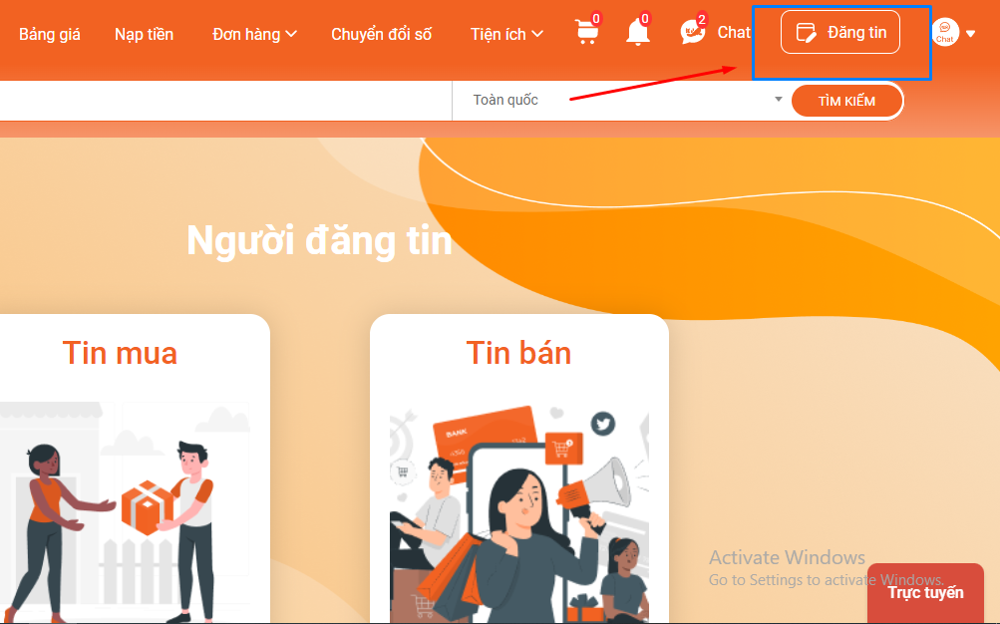 Bảng giá Nạp tiền Đơn hàng Chuyển đổi số Tiện ích 0 0 2 Chat Đăng tin Chat
Toàn quốc TÌM KIẾM
Người đăng tin
Tin mua Tin bán
BANK
Activate Windows
Go to Settings to activate Windows.
Trực tuyến